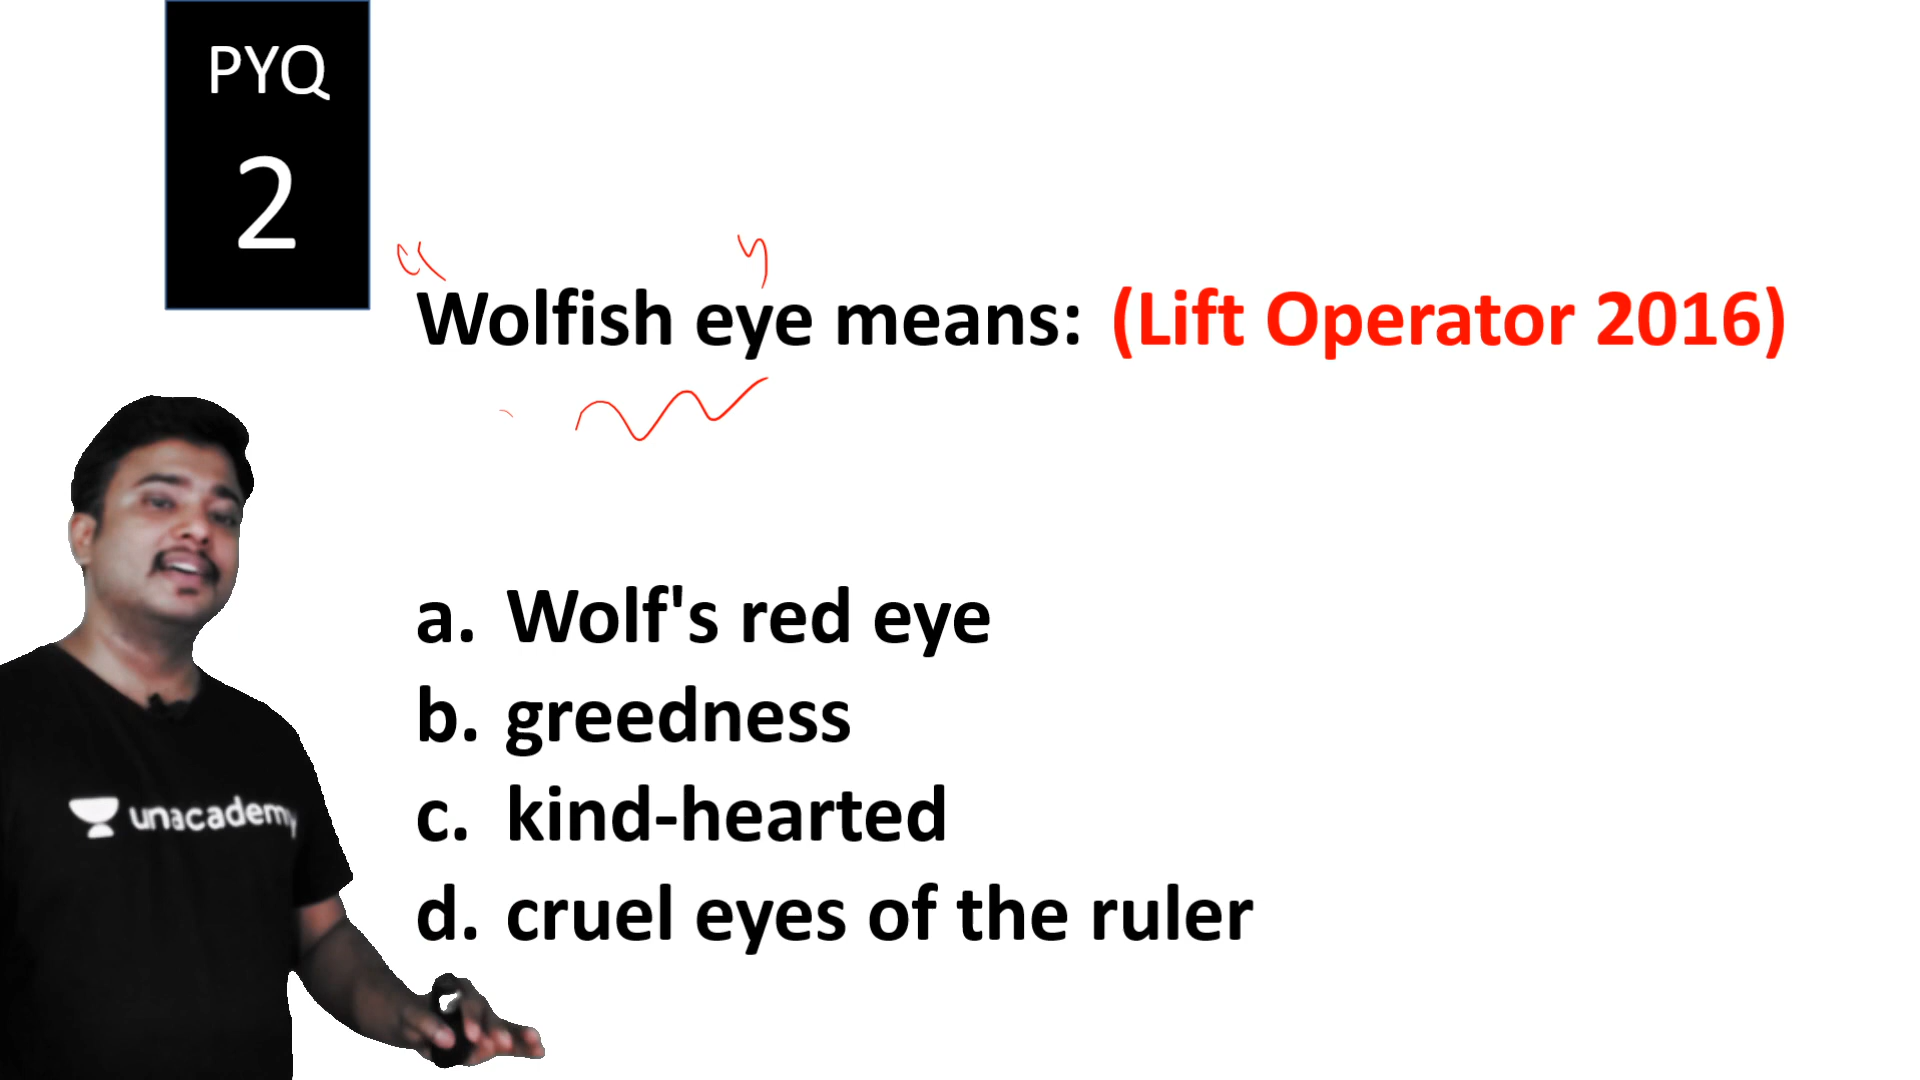 PYQ
2
Wolfish eye means: (Lift Operator 2016)
a. Wolf's red eye
b. greedness
c. kind-hearted
d. cruel eyes of the ruler
unacademy